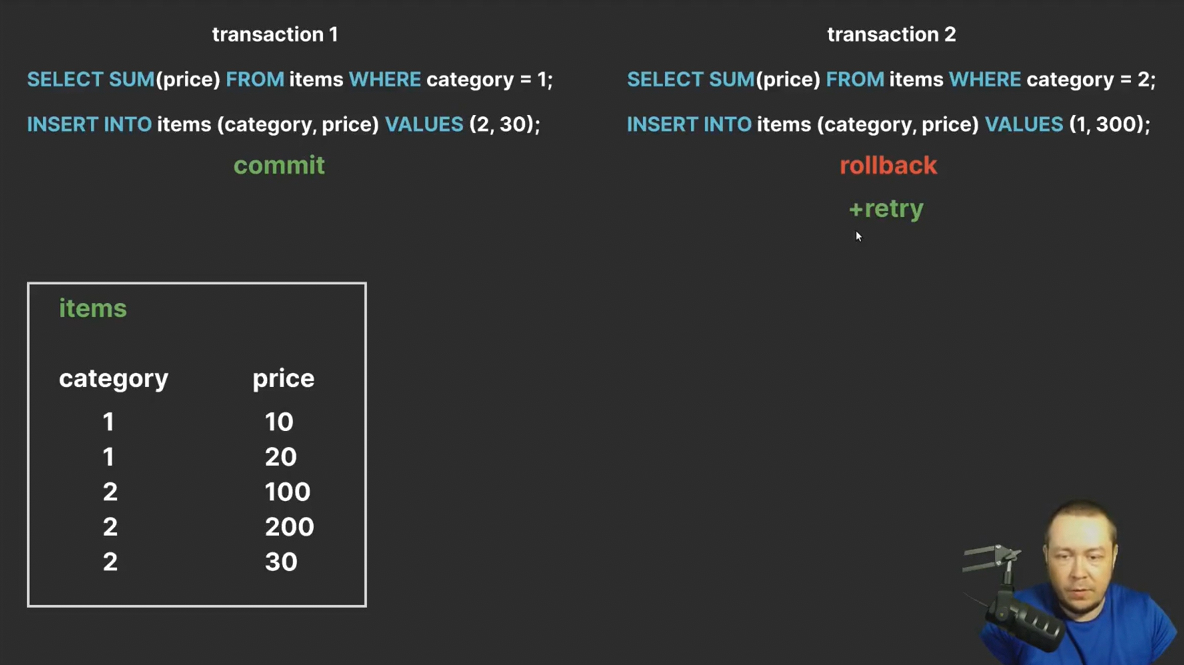 transaction 1
SELECT SUM(price) FROM items WHERE category = 1;
INSERT INTO items (category, price) VALUES (2, 30);
commit
transaction 2
SELECT SUM(price) FROM items WHERE category = 2;
INSERT INTO items (category, price) VALUES (1, 300);
rollback
+retry
items
category price
1 10
1 20
2 100
2 200
2 30